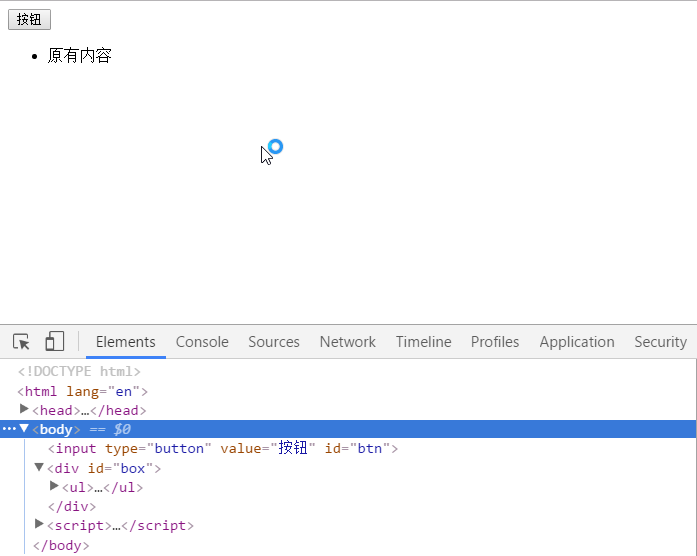 按钮
原有内容
Elements Console Sources Network Timeline Profiles Application Security
<!DOCTYPE html>
<html lang="en">
<head>…</head>
<body> == $0
<input type="button" value="按钮" id="btn">
<div id="box">
<ul>…</ul>
</div>
<script>…</script>
</body>